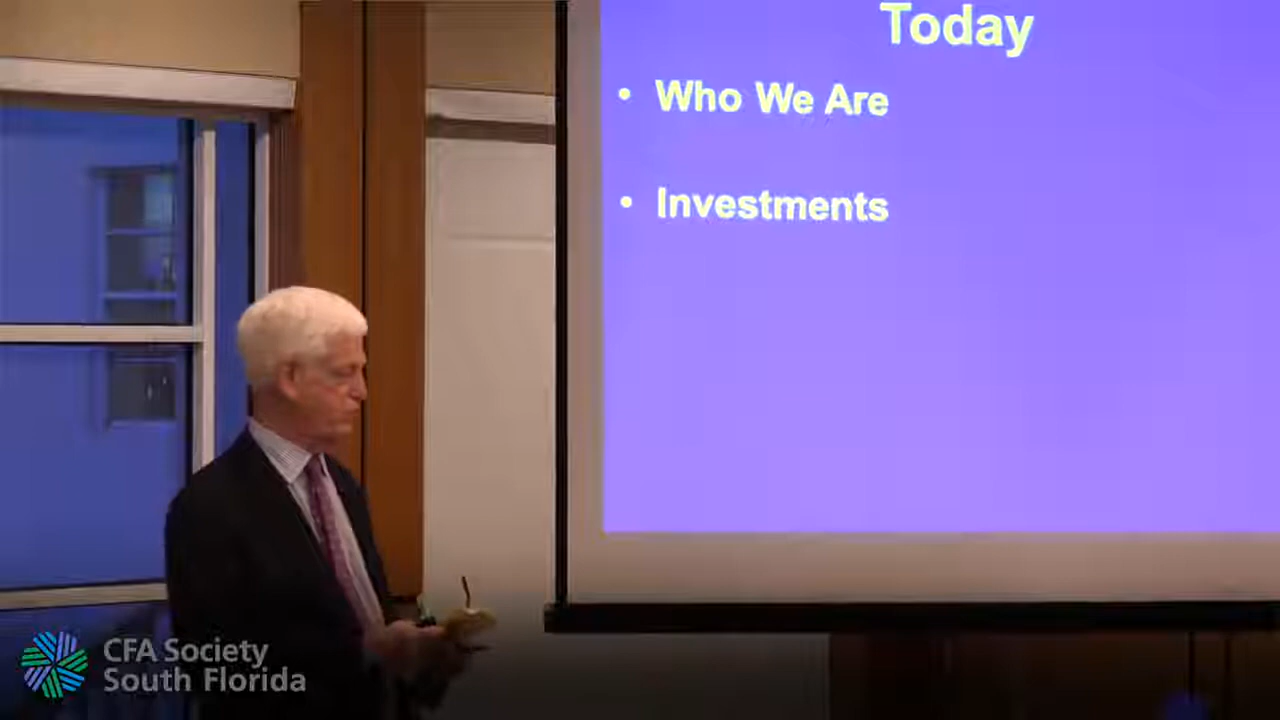 Today
• Who We Are
• Investments
CFA Society
South Florida